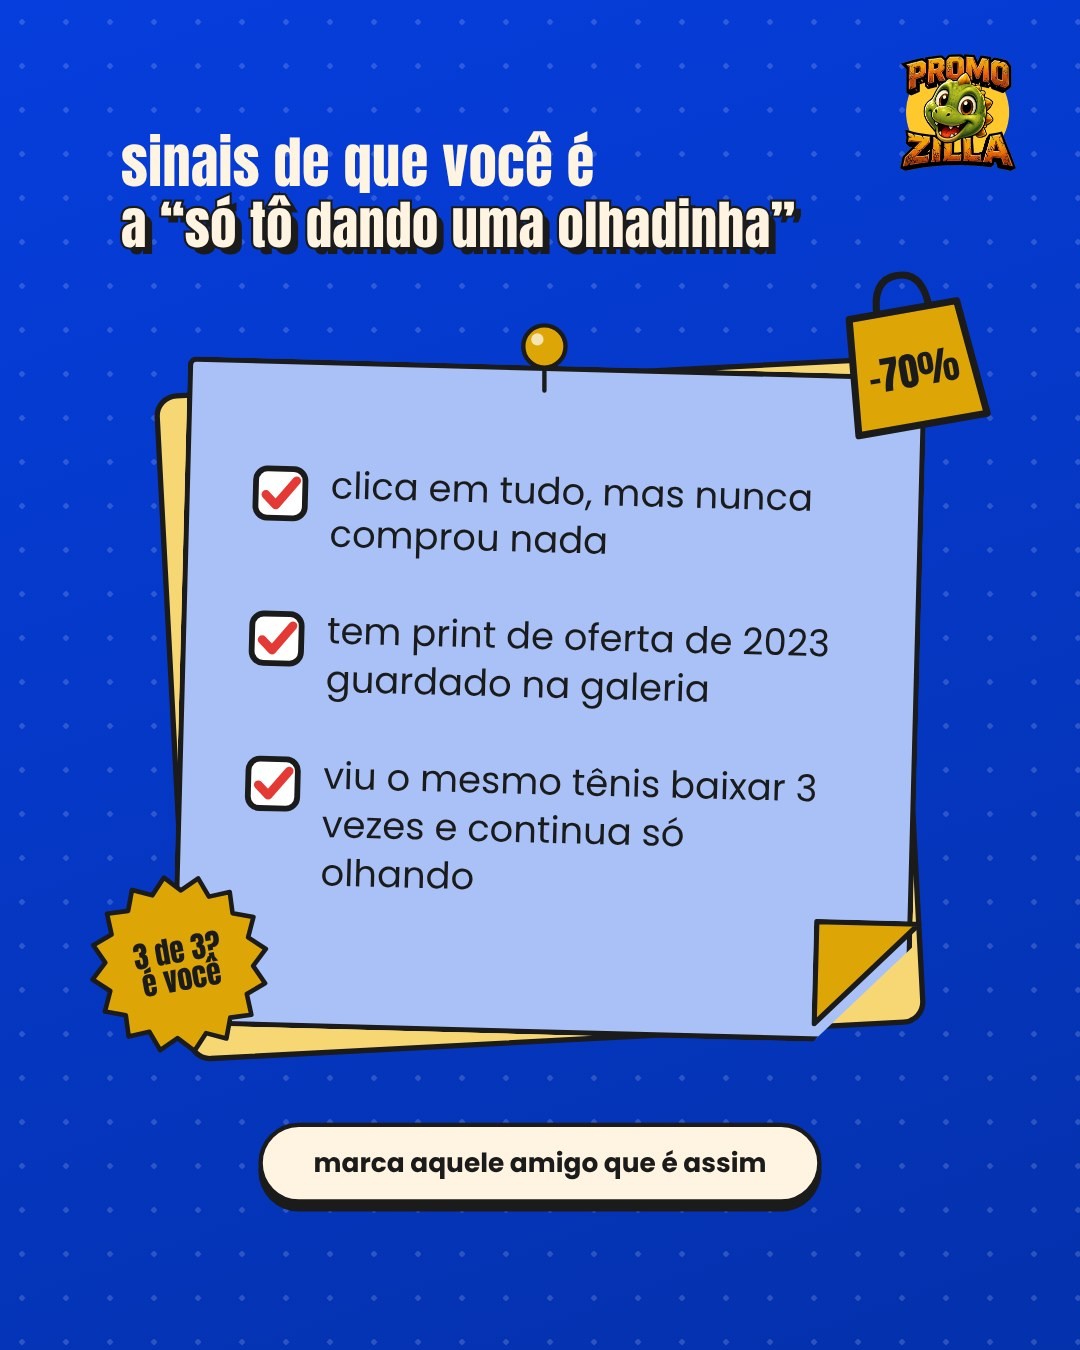 PROMO
ZILLA
sinais de que você é
a “só tô dando uma olhadinha”
-70%
clica em tudo, mas nunca
comprou nada
tem print de oferta de 2023
guardado na galeria
viu o mesmo tênis baixar 3
vezes e continua só
olhando
3 de 3?
é você
marca aquele amigo que é assim